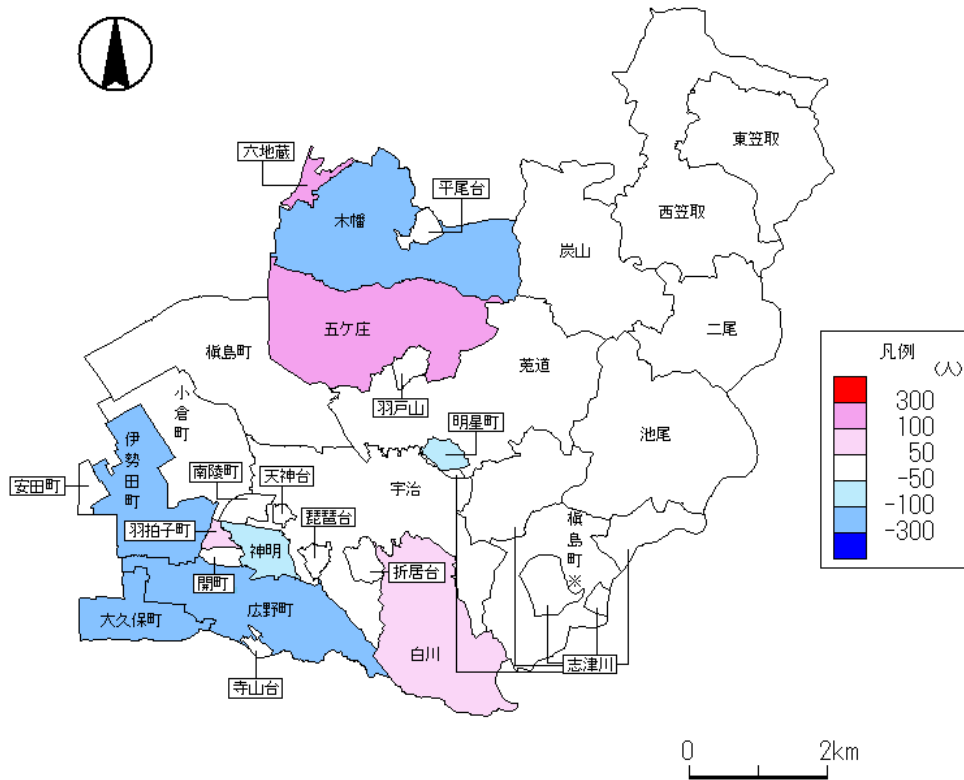 東笠取
六地蔵
平尾台
西笠取
木幡
炭山
二尾
五ケ庄
槇島町
莵道
凡例
(人)
300
100
50
-50
-100
-300
小倉町
羽戸山
明星町
池尾
伊勢田町
安田町
南陵町
天神台
宇治
羽拍子町
琵琶台
神明
槇島町※
開町
折居台
大久保町
広野町
白川
志津川
寺山台
0 2km